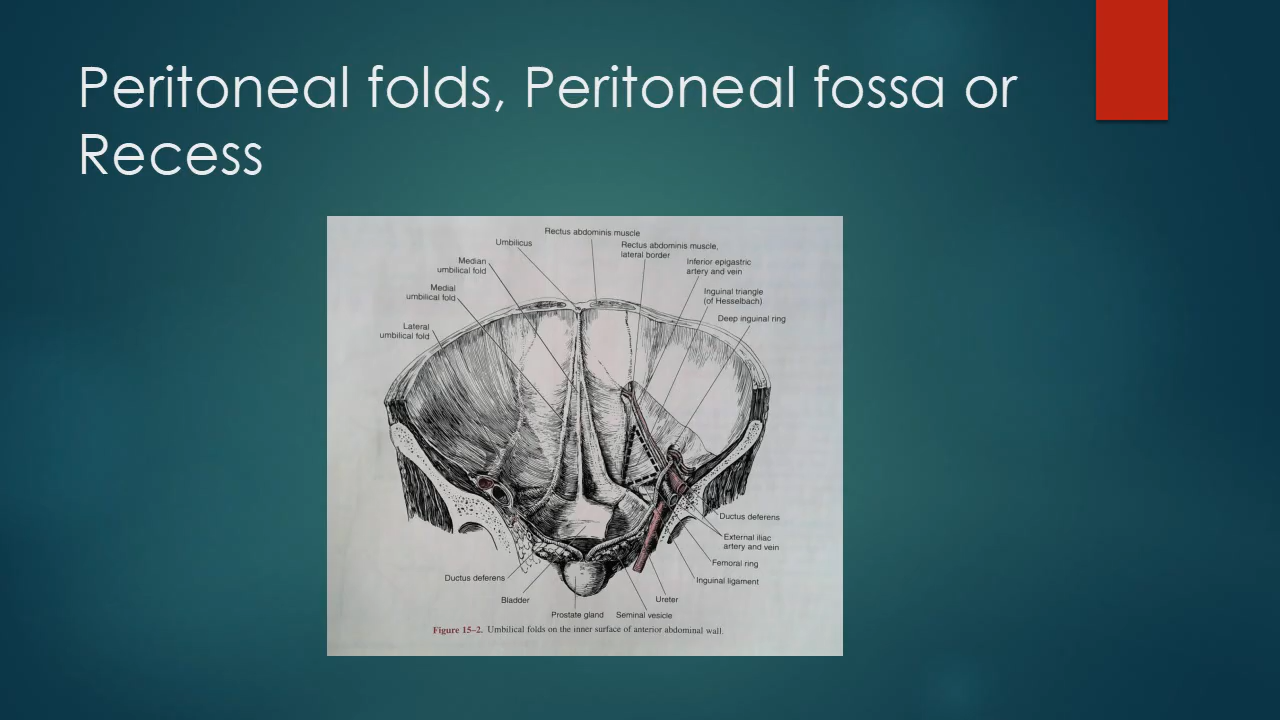 Peritoneal folds, Peritoneal fossa or
Recess
Rectus abdominis muscle
Umbilicus
Rectus abdominis muscle,
lateral border
Median
umbilical fold
Inferior epigastric
artery and vein
Medial
umbilical fold
Inguinal triangle
(of Hesselbach)
Deep inguinal ring
Lateral
umbilical fold
Ductus deferens
External iliac
artery and vein
Femoral ring
Ductus deferens
Inguinal ligament
Bladder
Ureter
Prostate gland
Seminal vesicle
Figure 15–2. Umbilical folds on the inner surface of anterior abdominal wall.